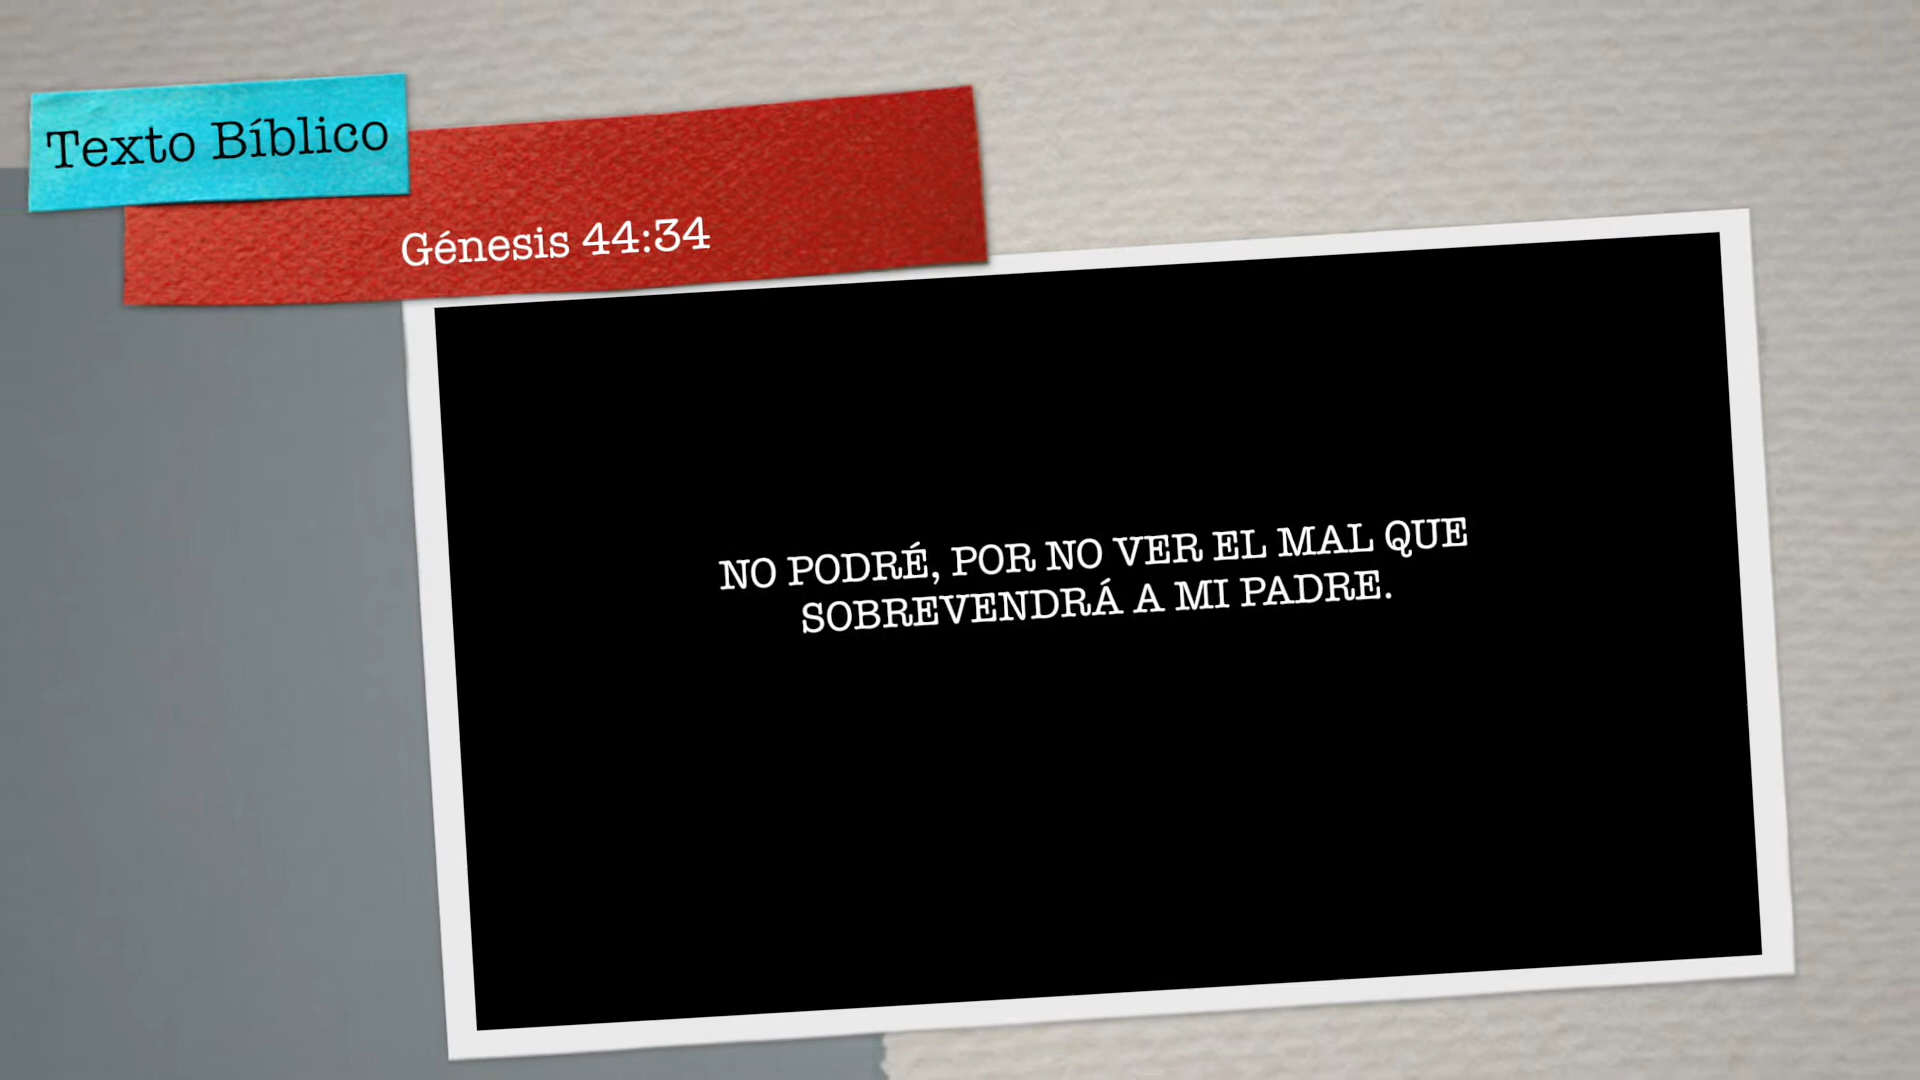 Texto Bíblico
Génesis 44:34
NO PODRÉ, POR NO VER EL MAL QUE
SOBREVENDRÁ A MI PADRE.